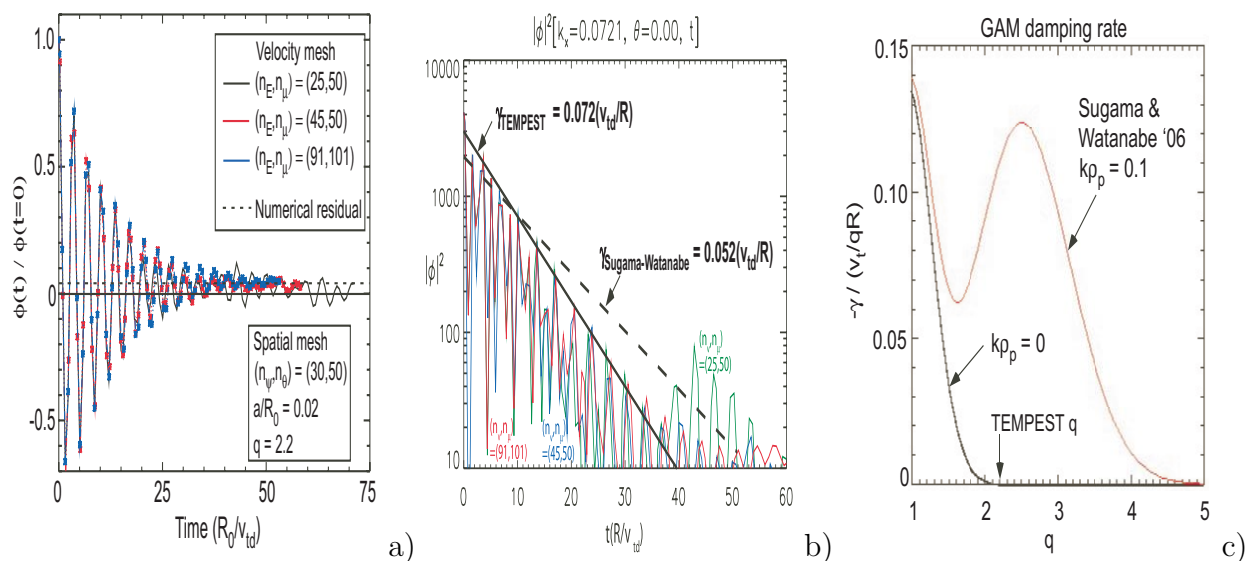 1.0
0.5
0
-0.5
ϕ(t) / ϕ(t=0)
Velocity mesh
(n_E,n_μ) = (25,50)
(n_E,n_μ) = (45,50)
(n_E,n_μ) = (91,101)
Numerical residual
Spatial mesh
(n_ψ,n_θ) = (30,50)
a/R_0 = 0.02
q = 2.2
0 25 50 75
Time (R_0/v_td)
a)
|ϕ|^2[k_x=0.0721, θ=0.00, t]
10000
1000
100
10
|ϕ|^2
γ_TEMPEST = 0.072(v_td/R)
γ_Sugama-Watanabe = 0.052(v_td/R)
(n_v,n_μ)
=(25,50)
(n_v,n_μ)
=(91,101)
(n_v,n_μ)
=(45,50)
0 10 20 30 40 50 60
t(R/v_td)
b)
GAM damping rate
0.15
0.10
0.05
0
-γ/ (v_t/qR)
Sugama &
Watanabe ‘06
kρ_p = 0.1
kρ_p = 0
TEMPEST q
1 2 3 4 5
q
c)